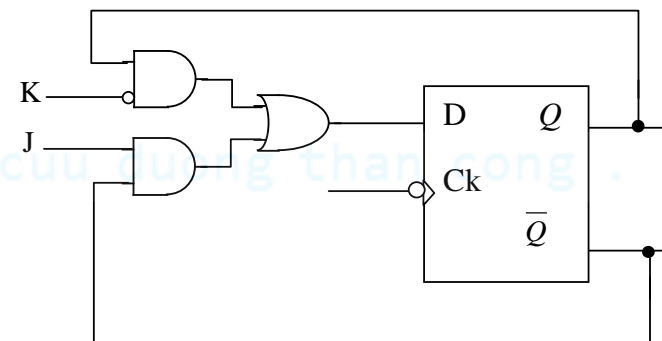 K
D
Q
J
cuu duong than cong .
Ck
Q̅